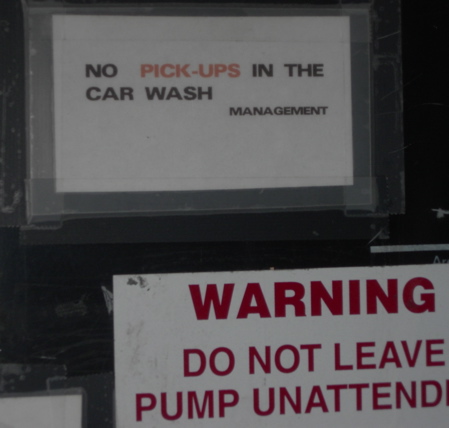 NO PICK-UPS IN THE
CAR WASH
MANAGEMENT
WARNING
DO NOT LEAVE
PUMP UNATTEND